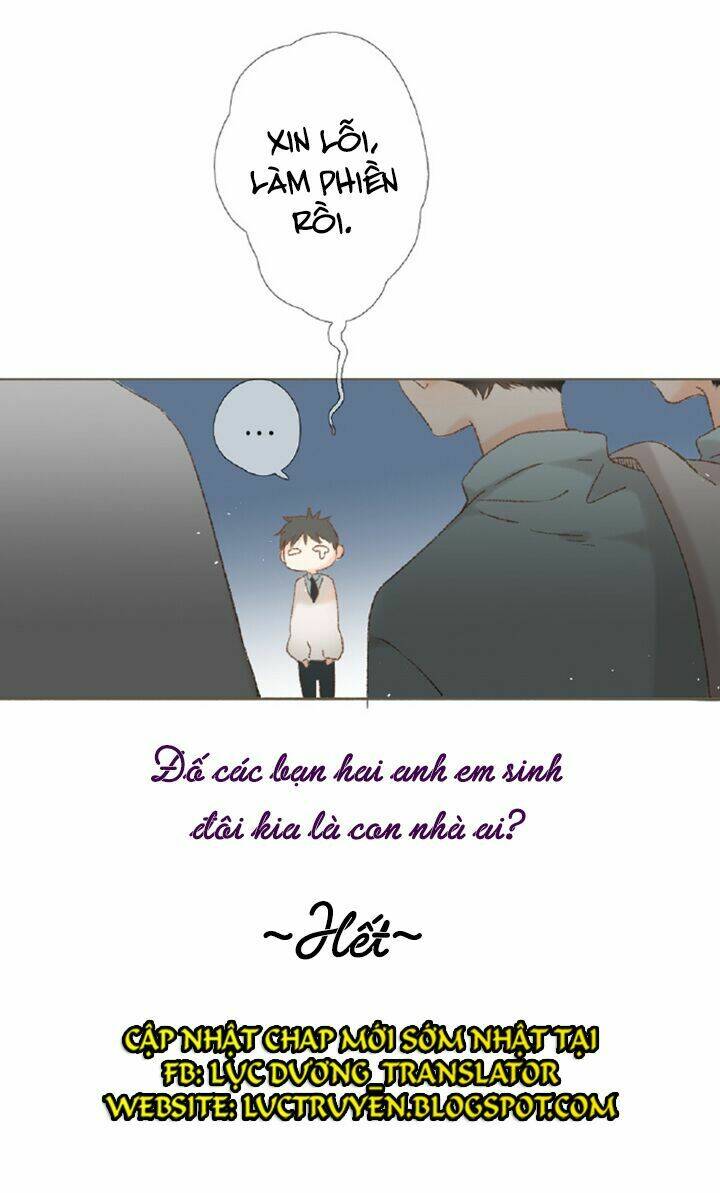 XIN LỖI,
LÀM PHIỀN
RỒI.
...
Đố các bạn hai anh em sinh
đôi kia là con nhà ai?
~Hết~
CẬP NHẬT CHAP MỚI SỚM NHẤT TẠI
FB: LỤC DƯƠNG_TRANSLATOR
WEBSITE: LUCTRUYEN.BLOGSPOT.COM